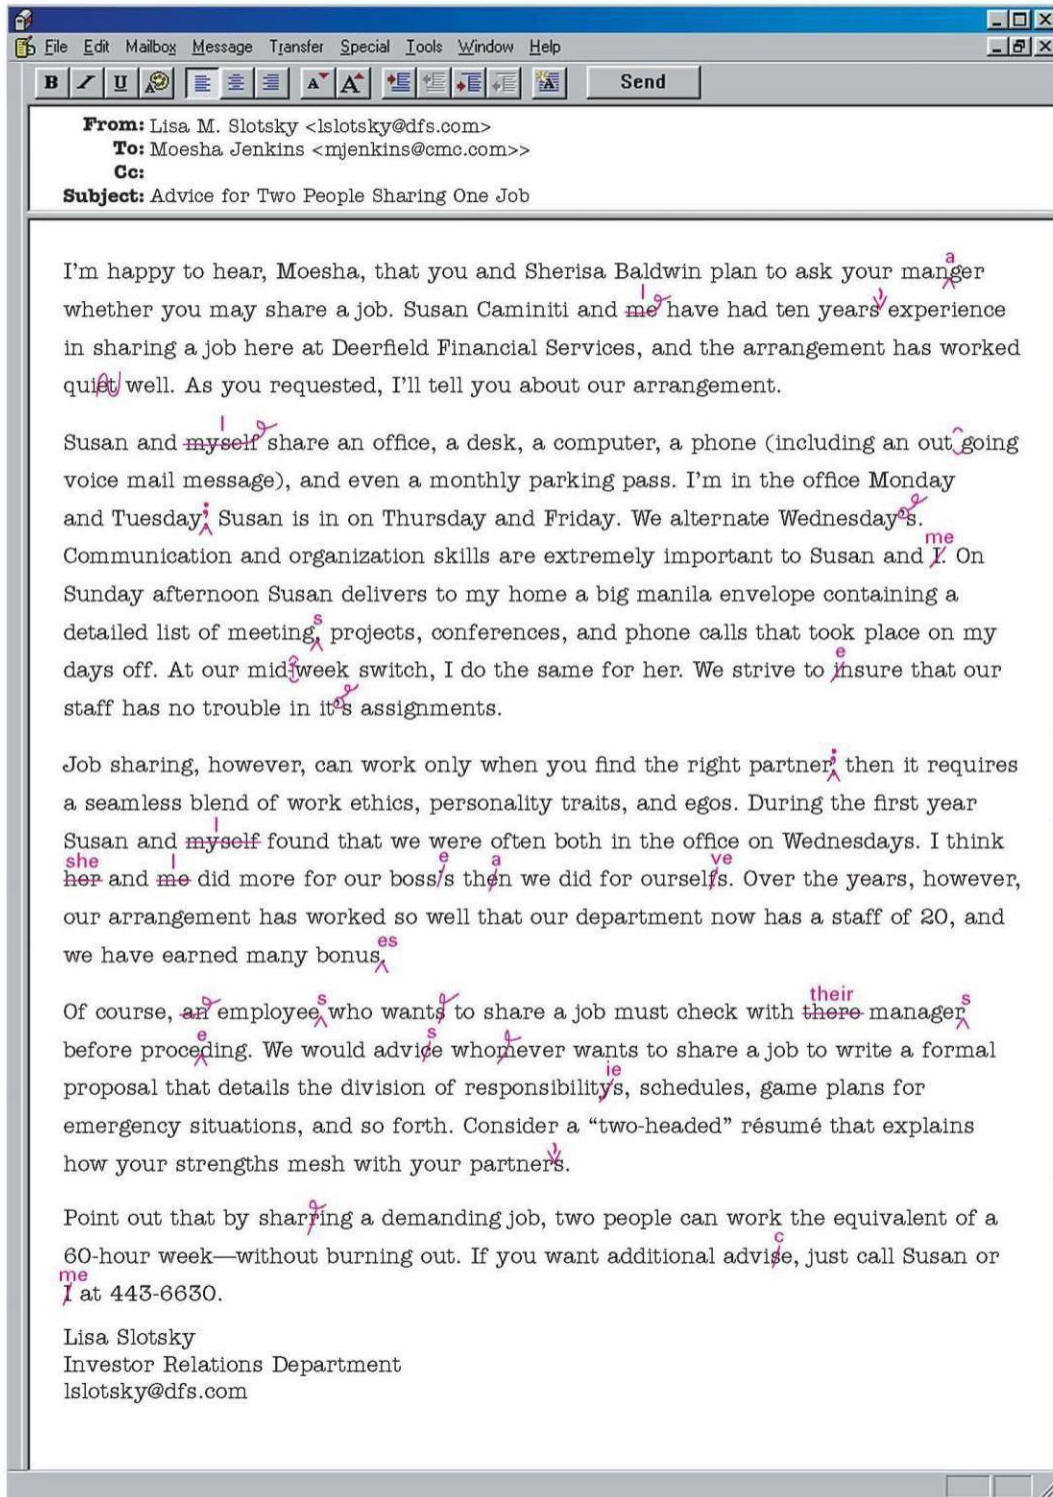 File Edit Mailbox Message Transfer Special Tools Window Help
B I U A A A A Send
From: Lisa M. Slotsky <lslotsky@dfs.com>
To: Moesha Jenkins <mjenkins@cmc.com>>
Cc:
Subject: Advice for Two People Sharing One Job
a
I'm happy to hear, Moesha, that you and Sherisa Baldwin plan to ask your manger
I
whether you may share a job. Susan Caminiti and me have had ten years' experience
in sharing a job here at Deerfield Financial Services, and the arrangement has worked
quiet well. As you requested, I'll tell you about our arrangement.
I
Susan and myself share an office, a desk, a computer, a phone (including an out going
voice mail message), and even a monthly parking pass. I'm in the office Monday
and Tuesday; Susan is in on Thursday and Friday. We alternate Wednesday's.
me
Communication and organization skills are extremely important to Susan and I. On
Sunday afternoon Susan delivers to my home a big manila envelope containing a
s
detailed list of meeting, projects, conferences, and phone calls that took place on my
e
days off. At our mid-week switch, I do the same for her. We strive to insure that our
staff has no trouble in it's assignments.
Job sharing, however, can work only when you find the right partner; then it requires
a seamless blend of work ethics, personality traits, and egos. During the first year
I
Susan and myself found that we were often both in the office on Wednesdays. I think
she I e a ve
her and me did more for our boss's then we did for ourselfs. Over the years, however,
our arrangement has worked so well that our department now has a staff of 20, and
es
we have earned many bonus.
s their s
Of course, an employee who wants to share a job must check with there manager
e s
before proceding. We would advice whomever wants to share a job to write a formal
ie
proposal that details the division of responsibilitys, schedules, game plans for
emergency situations, and so forth. Consider a “two-headed” résumé that explains
how your strengths mesh with your partner's.
Point out that by sharring a demanding job, two people can work the equivalent of a
c
60-hour week—without burning out. If you want additional advise, just call Susan or
me
I at 443-6630.
Lisa Slotsky
Investor Relations Department
lslotsky@dfs.com